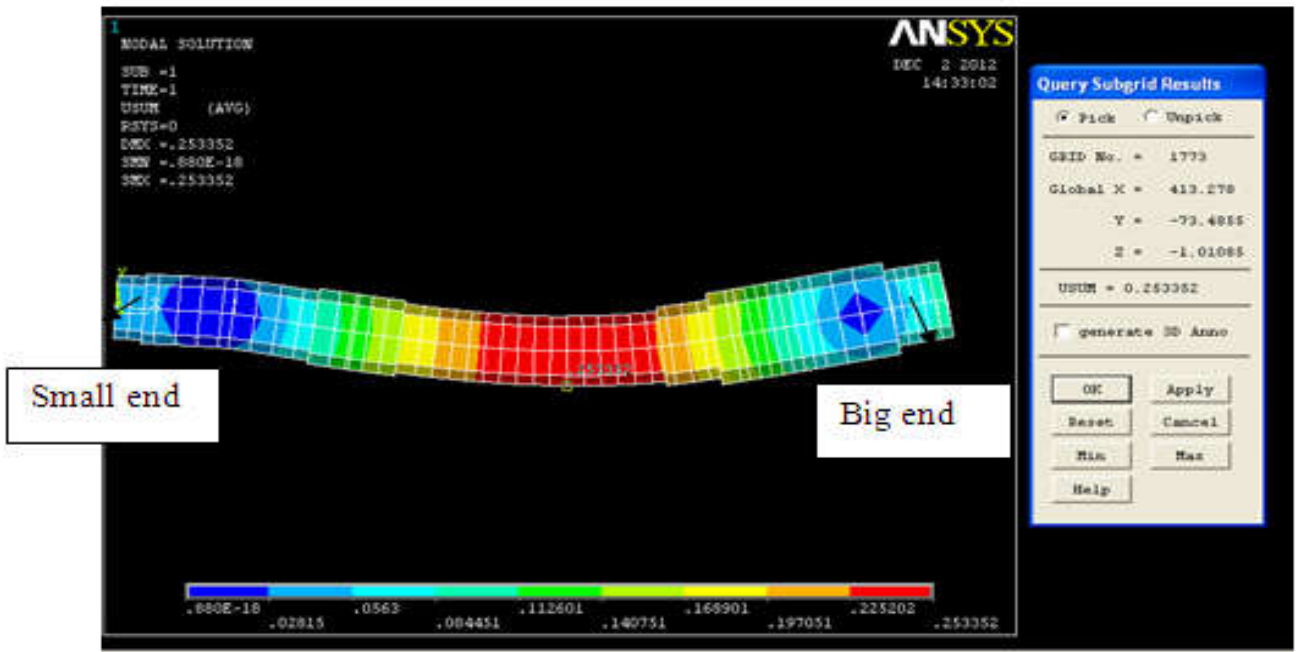 1
NODAL SOLUTION
SUB =1
TIME=1
USUM (AVG)
RSYS=0
DMX =.253352
SMN =.880E-18
SMX =.253352
ANSYS
DEC 2 2012
14:33:02
Y
.253352
Small end
Big end
.880E-18 .0563 .112601 .168901 .225202
.02815 .084451 .140751 .197051 .253352
Query Subgrid Results
Pick Unpick
GRID No. = 1773
Global X = 413.278
Y = -73.4855
Z = -1.01085
USUM = 0.253352
generate 3D Anno
OK Apply
Reset Cancel
Min Max
Help